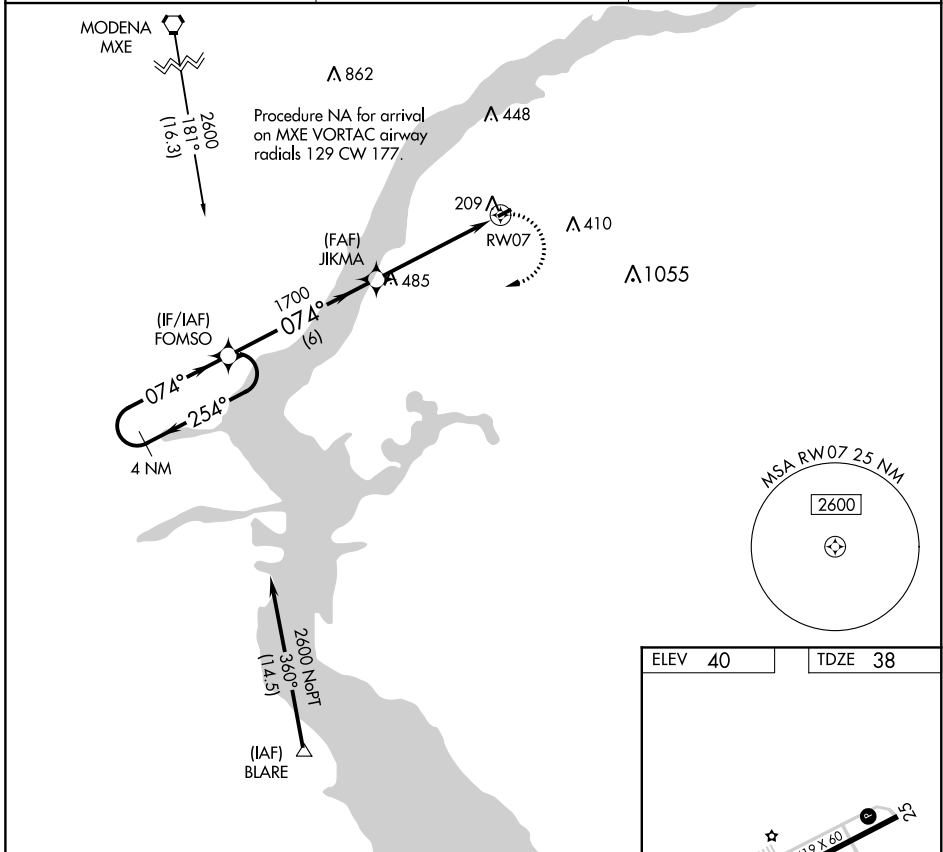 MODENA
MXE
2600
181°
(16.3)
862
Procedure NA for arrival
on MXE VORTAC airway
radials 129 CW 177.
448
209
RW07
410
1055
(FAF)
JIKMA
485
1700
074°
(6)
(IF/IAF)
FOMSO
074°
254°
4 NM
MSA RW07 25 NM
2600
2600 NoPT
360°
(14.5)
(IAF)
BLARE
ELEV 40
TDZE 38
P
25
X 60